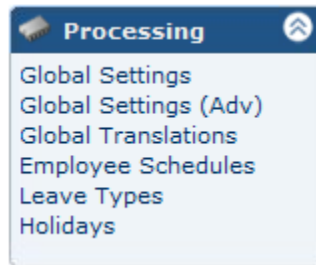 Processing
Global Settings
Global Settings (Adv)
Global Translations
Employee Schedules
Leave Types
Holidays